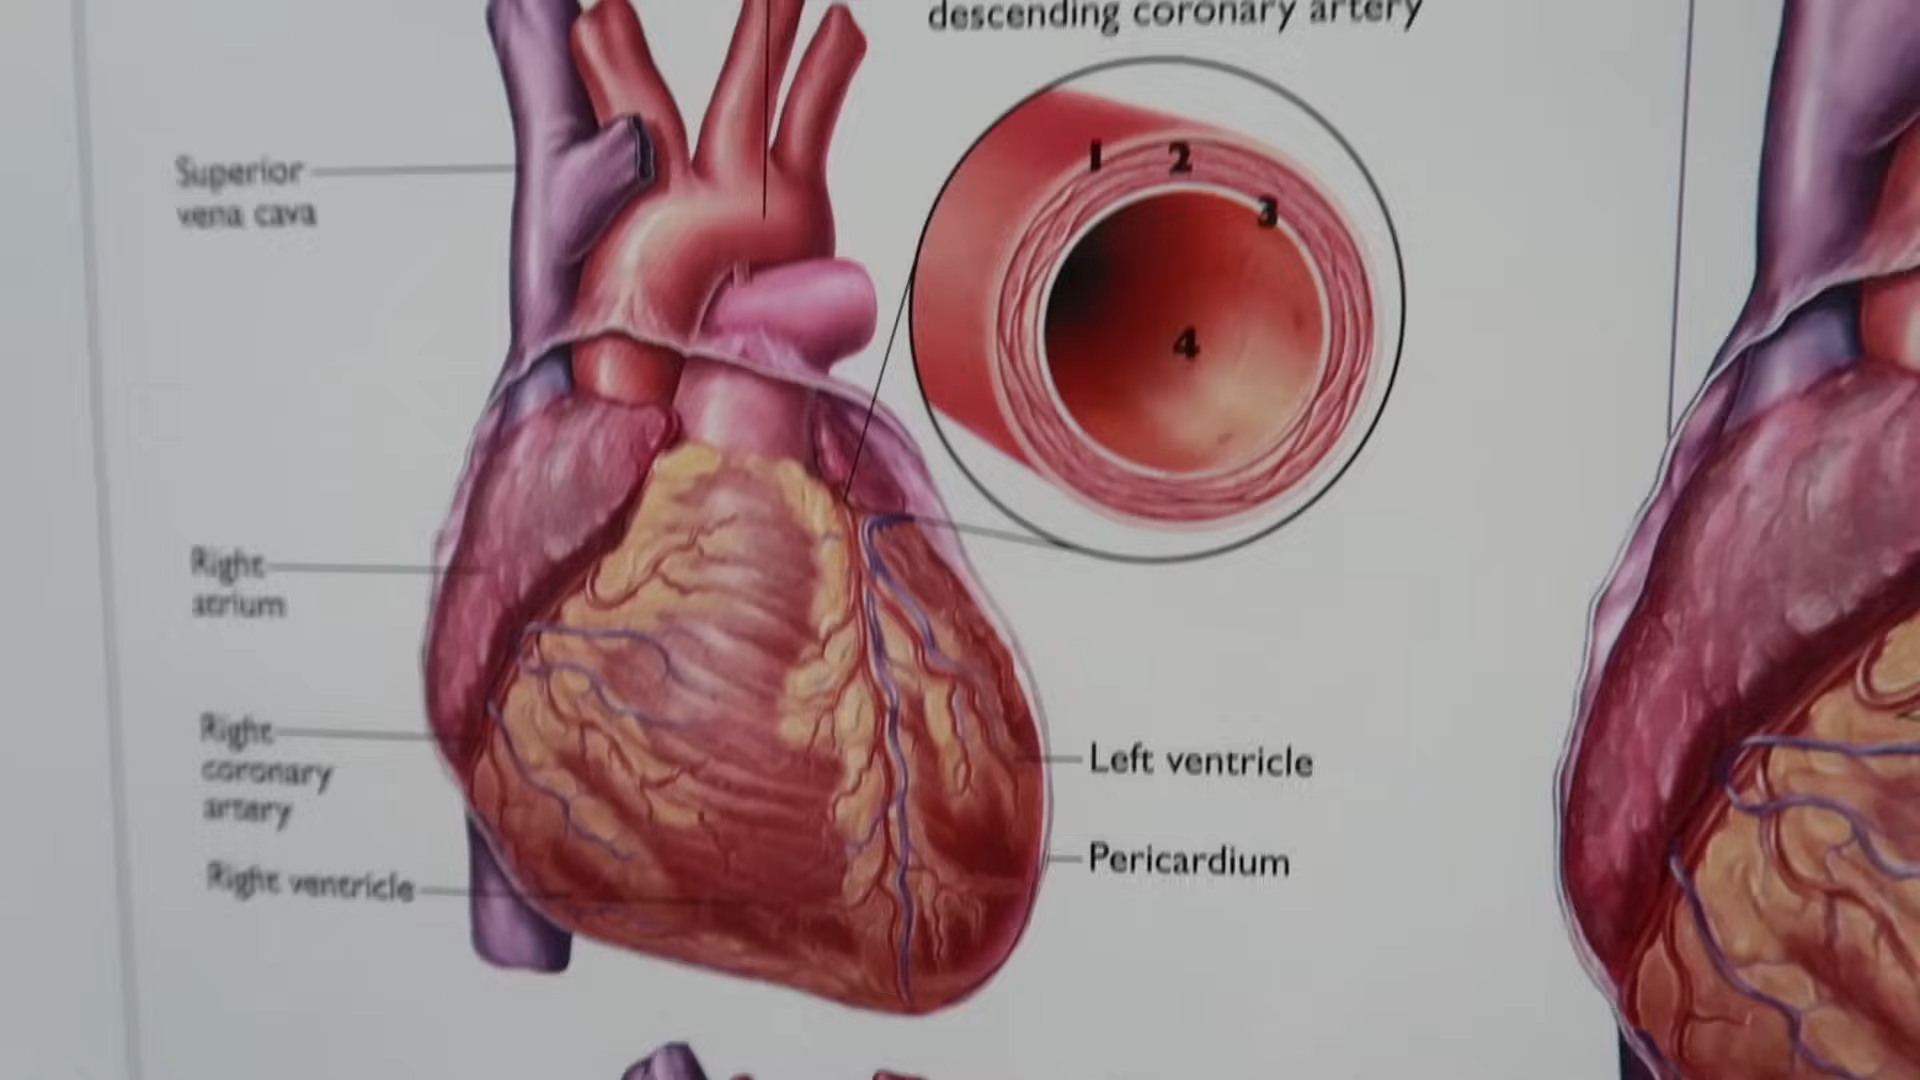 descending coronary artery
1 2
3
4
Superior
vena cava
Right
atrium
Right
coronary
artery
Right ventricle
Left ventricle
Pericardium